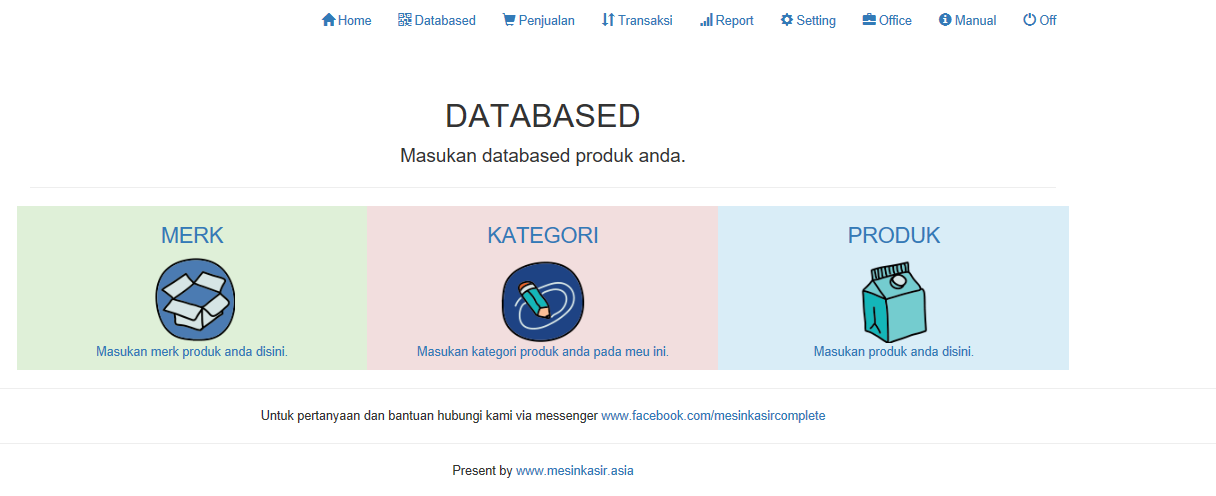 Home Databased Penjualan Transaksi Report Setting Office Manual Off
DATABASED
Masukan databased produk anda.
MERK
Masukan merk produk anda disini.
KATEGORI
Masukan kategori produk anda pada meu ini.
PRODUK
Masukan produk anda disini.
Untuk pertanyaan dan bantuan hubungi kami via messenger www.facebook.com/mesinkasircomplete
Present by www.mesinkasir.asia